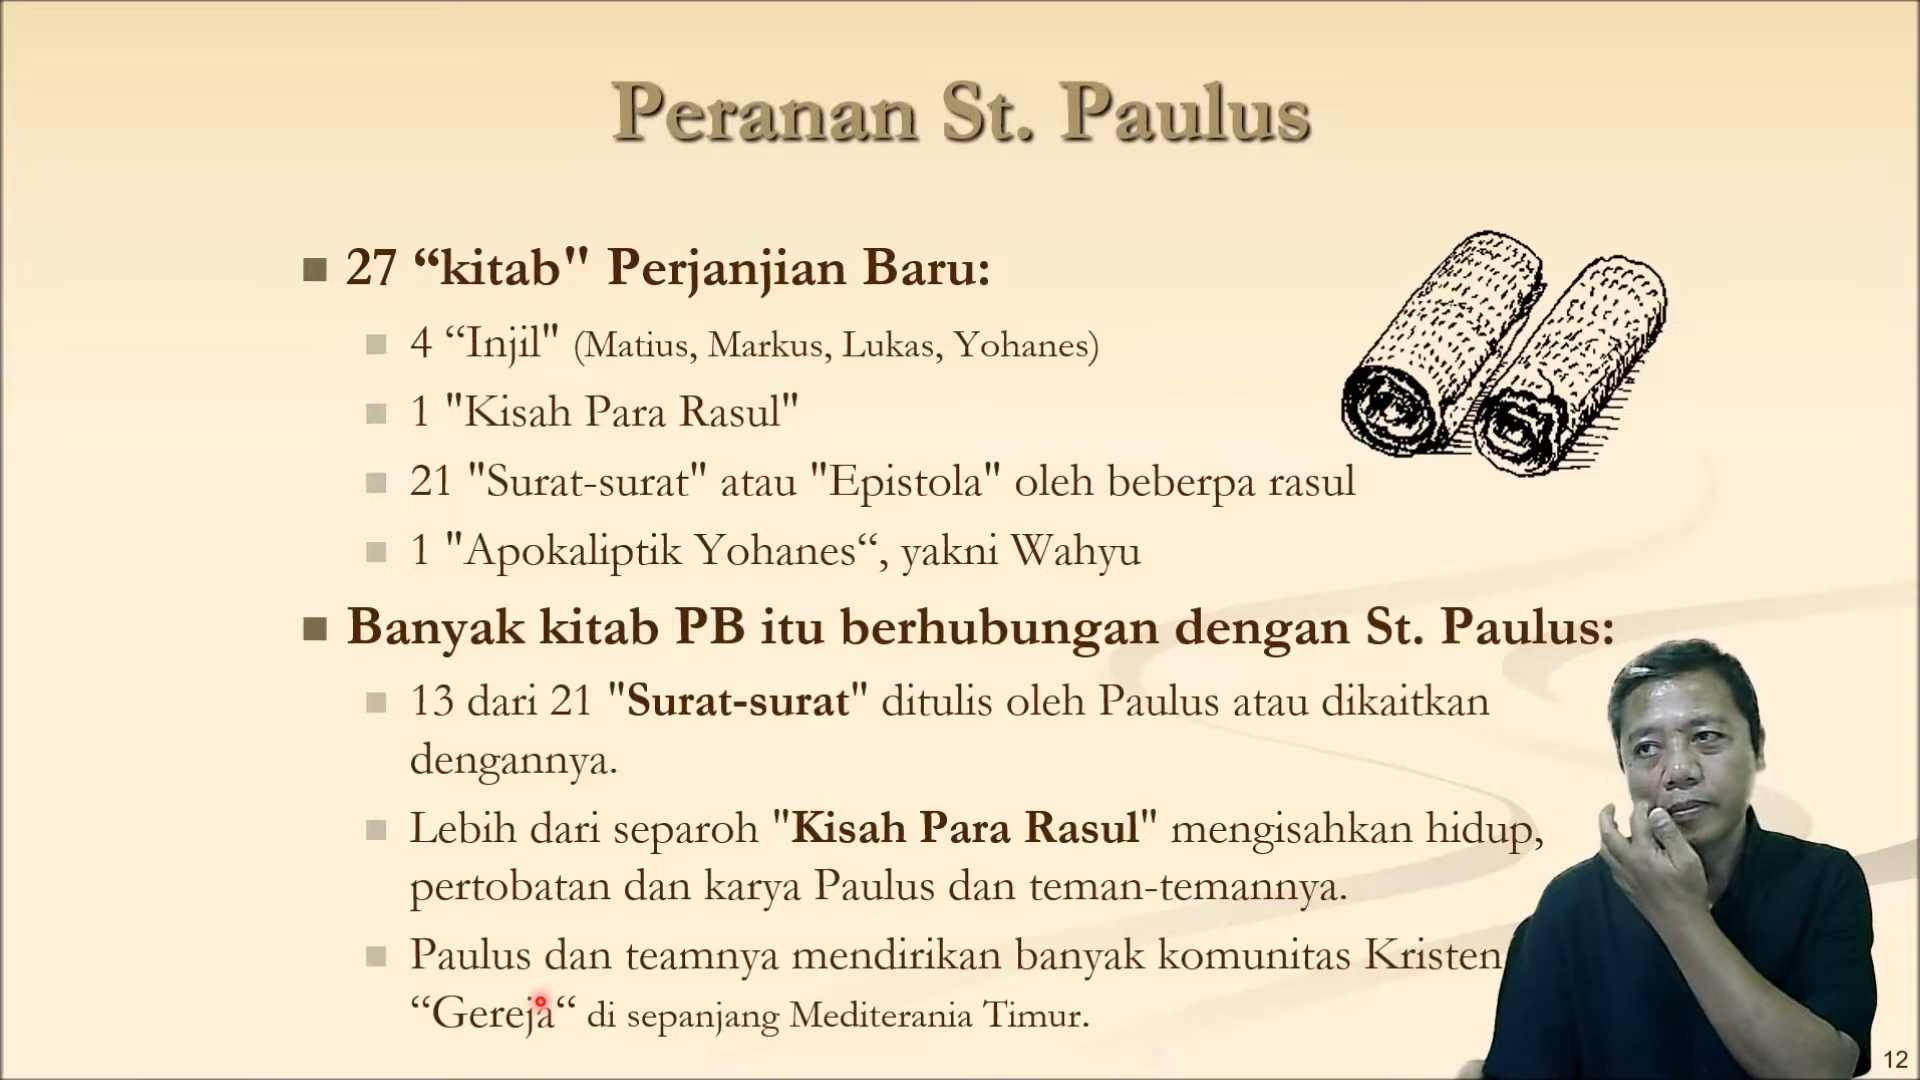 Peranan St. Paulus
27 “kitab" Perjanjian Baru:
4 “Injil" (Matius, Markus, Lukas, Yohanes)
1 "Kisah Para Rasul"
21 "Surat-surat" atau "Epistola" oleh beberpa rasul
1 "Apokaliptik Yohanes“, yakni Wahyu
Banyak kitab PB itu berhubungan dengan St. Paulus:
13 dari 21 "Surat-surat" ditulis oleh Paulus atau dikaitkan
dengannya.
Lebih dari separoh "Kisah Para Rasul" mengisahkan hidup,
pertobatan dan karya Paulus dan teman-temannya.
Paulus dan teamnya mendirikan banyak komunitas Kristen
“Gereja“ di sepanjang Mediterania Timur.
12